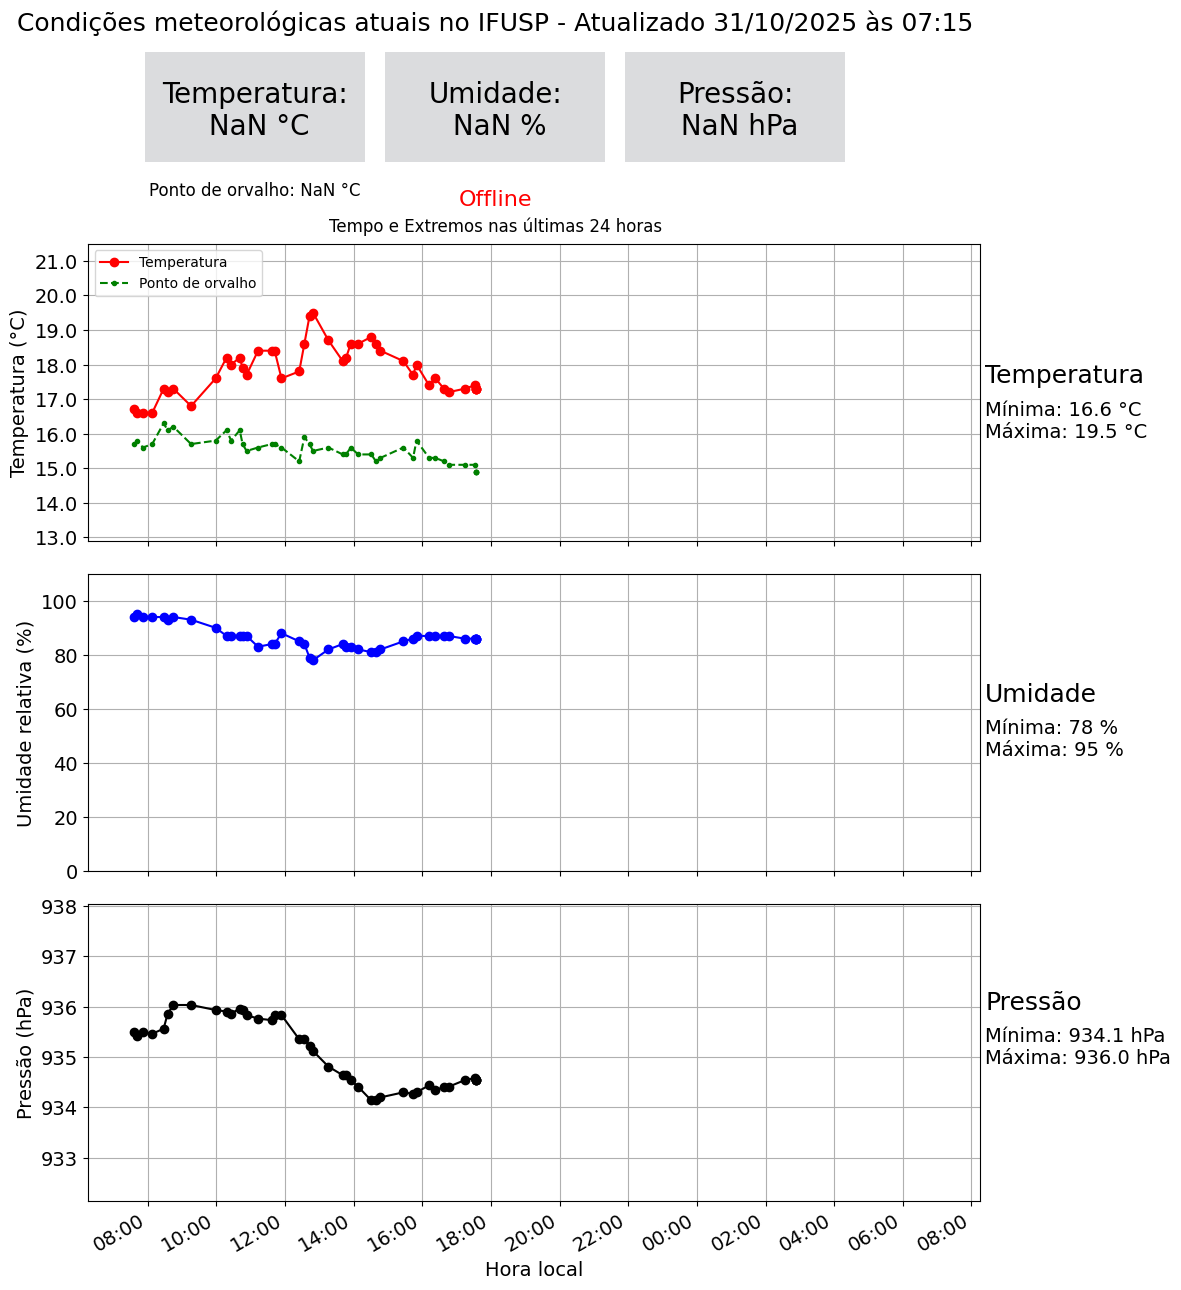 Condições meteorológicas atuais no IFUSP - Atualizado 31/10/2025 às 07:15
Temperatura:
NaN °C
Umidade:
NaN %
Pressão:
NaN hPa
Ponto de orvalho: NaN °C
Offline
Tempo e Extremos nas últimas 24 horas
Temperatura
Ponto de orvalho
Temperatura (°C)
21.0
20.0
19.0
18.0
17.0
16.0
15.0
14.0
13.0
Temperatura
Mínima: 16.6 °C
Máxima: 19.5 °C
Umidade relativa (%)
100
80
60
40
20
0
Umidade
Mínima: 78 %
Máxima: 95 %
Pressão (hPa)
938
937
936
935
934
933
Pressão
Mínima: 934.1 hPa
Máxima: 936.0 hPa
08:00
10:00
12:00
14:00
16:00
18:00
20:00
22:00
00:00
02:00
04:00
06:00
08:00
Hora local